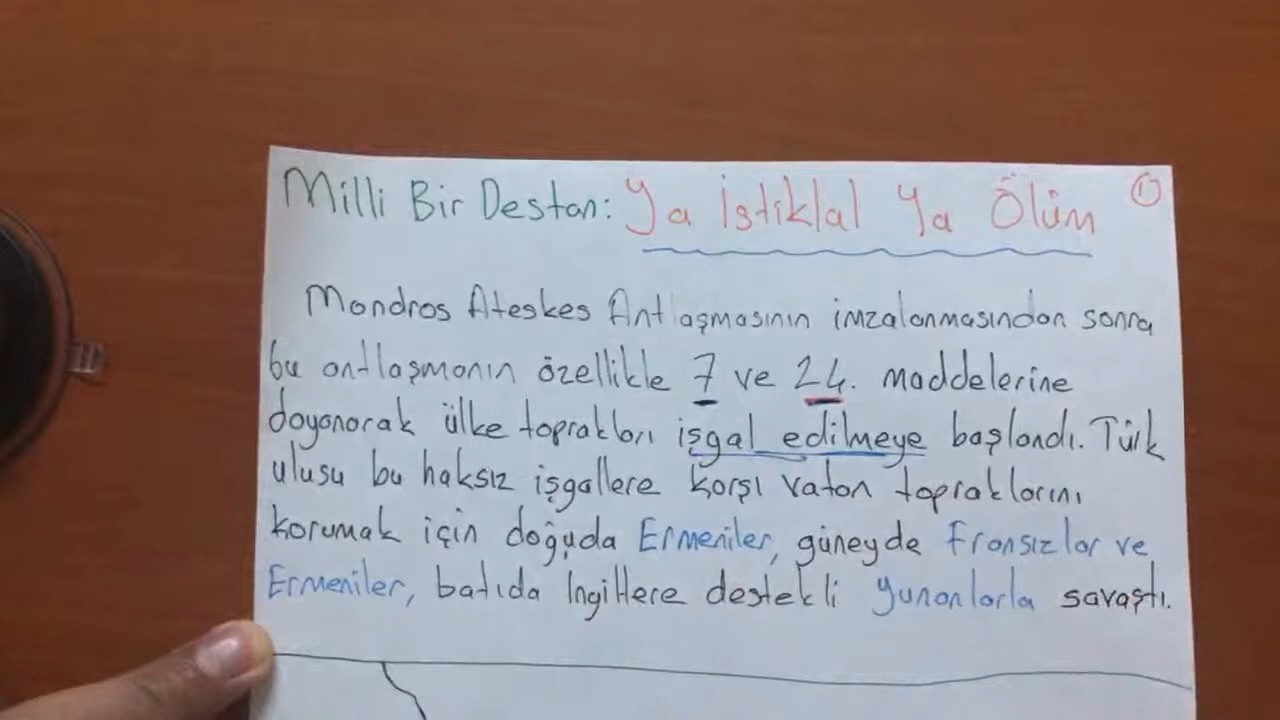 Milli Bir Destan: Ya İstiklal Ya Ölüm 1
Mondros Ateskes Antlaşmasının imzalanmasından sonra
bu antlaşmanın özellikle 7 ve 24. maddelerine
dayanarak ülke toprakları işgal edilmeye başlandı. Türk
ulusu bu haksız işgallere karşı vatan topraklarını
korumak için doğuda Ermeniler, güneyde Fransızlar ve
Ermeniler, batıda İngiltere destekli Yunanlarla savaştı.